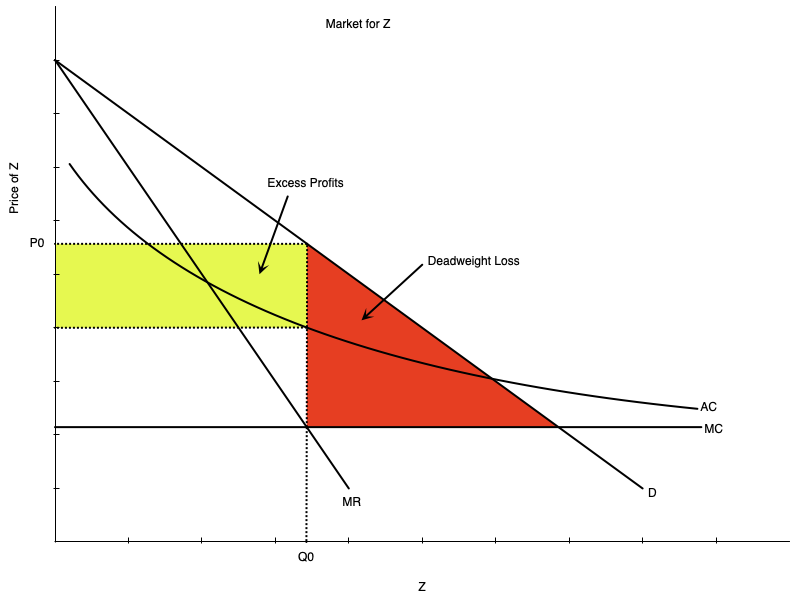 Market for Z
Price of Z
Excess Profits
P0
Deadweight Loss
AC
MC
D
MR
Q0
Z